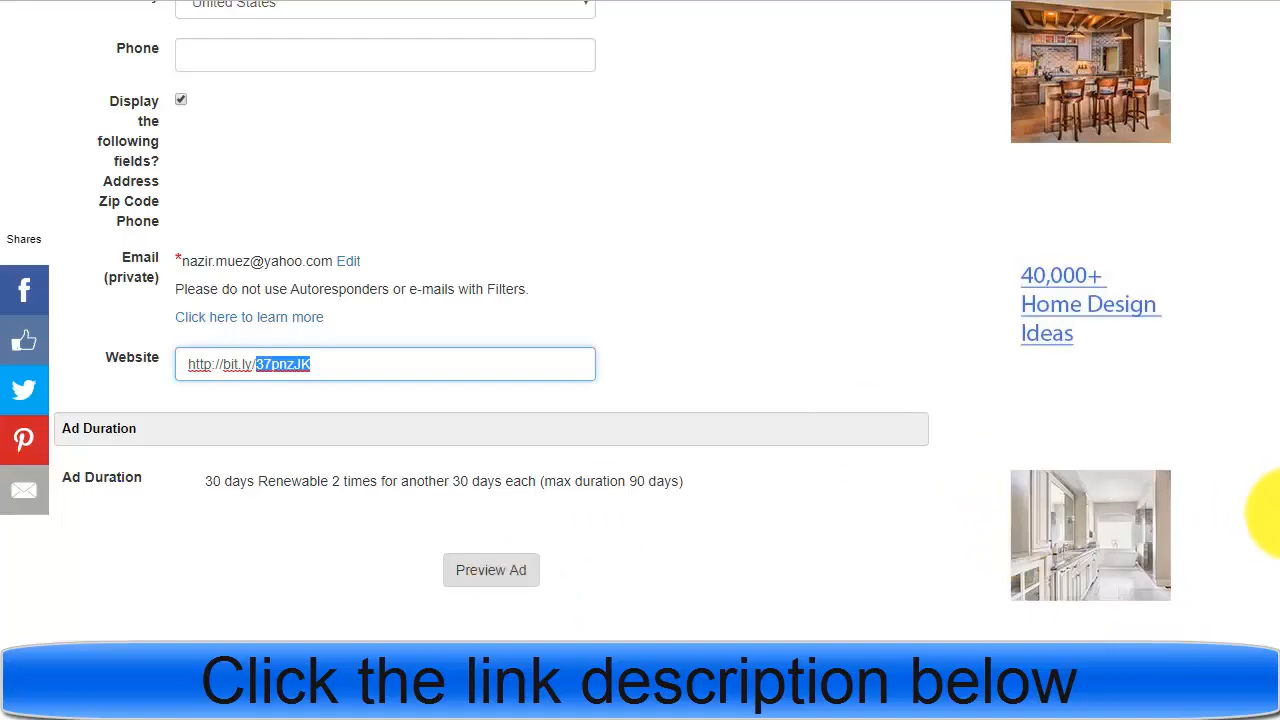 United States
Phone
Display
the
following
fields?
Address
Zip Code
Phone
Shares
Email
(private)
*nazir.muez@yahoo.com Edit
Please do not use Autoresponders or e-mails with Filters.
Click here to learn more
Website
http://bit.ly/37pnzJK
40,000+
Home Design
Ideas
Ad Duration
Ad Duration
30 days Renewable 2 times for another 30 days each (max duration 90 days)
Preview Ad
Click the link description below